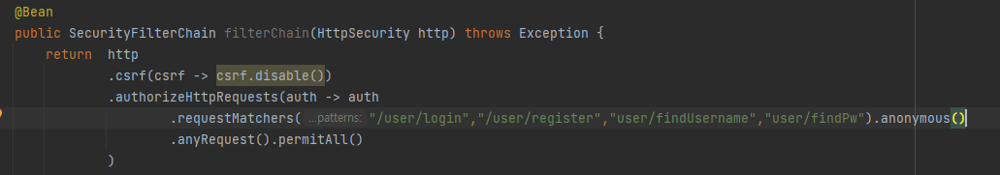 @Bean
public SecurityFilterChain filterChain(HttpSecurity http) throws Exception {
return http
.csrf(csrf -> csrf.disable())
.authorizeHttpRequests(auth -> auth
.requestMatchers( ...patterns: "/user/login","/user/register","user/findUsername","user/findPw").anonymous()
.anyRequest().permitAll()
)